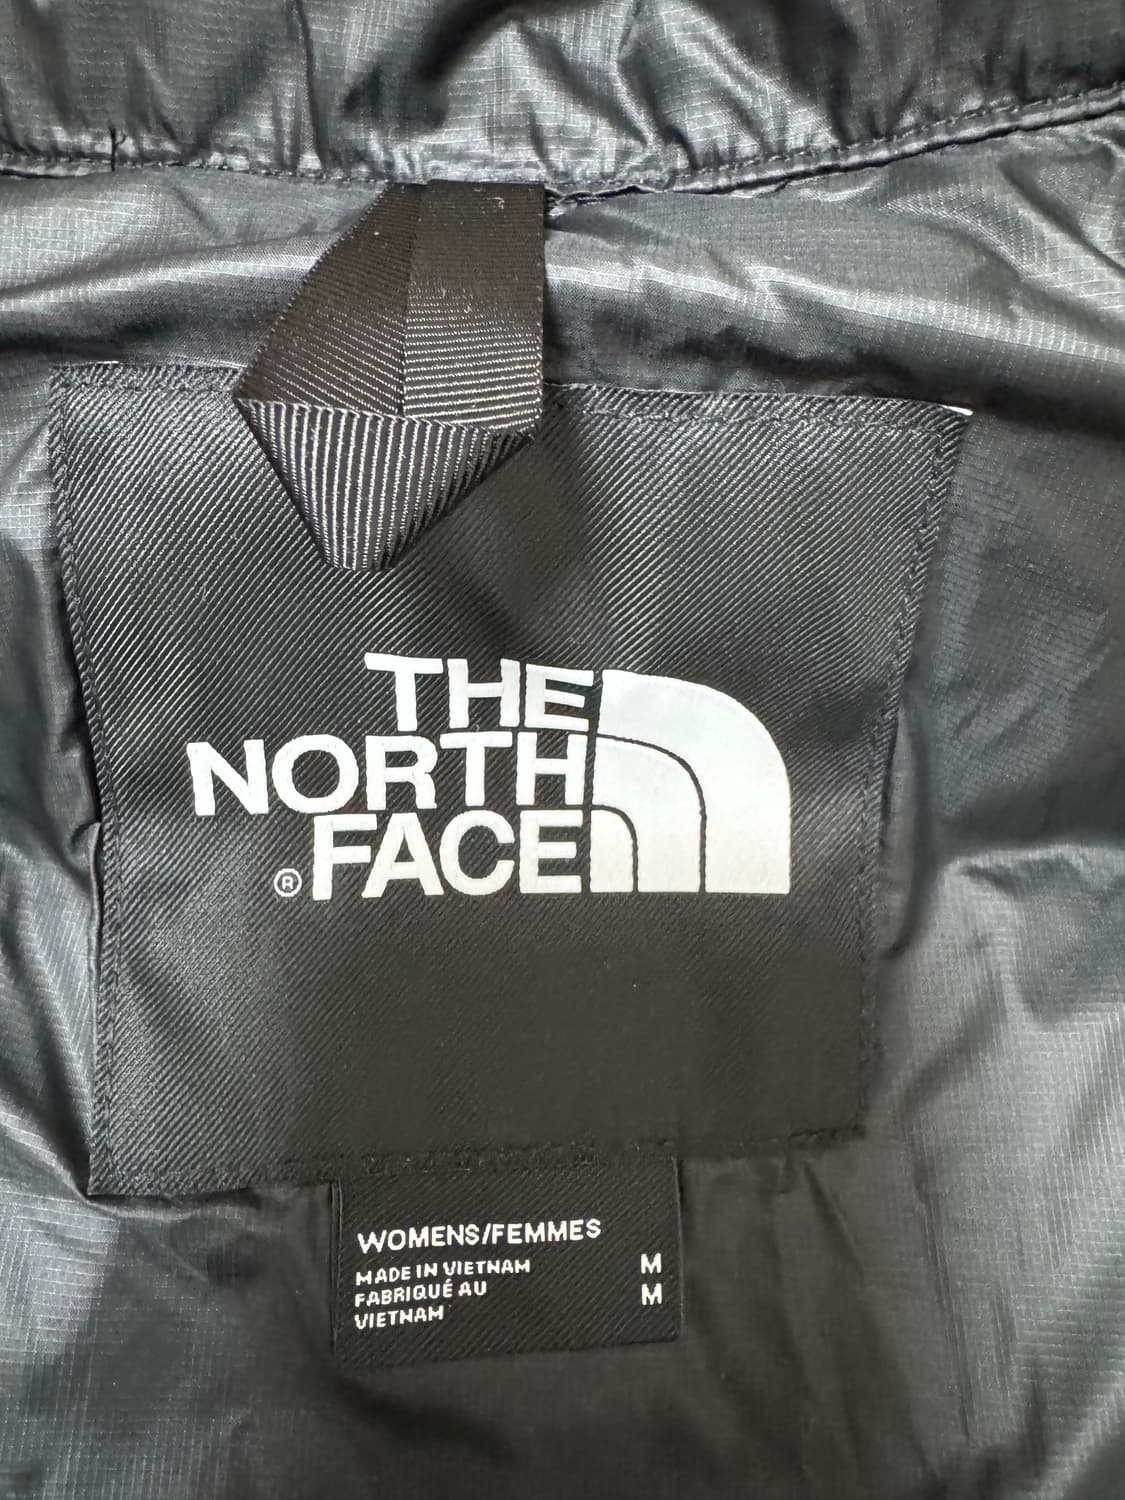 THE
NORTH
® FACE
WOMENS/FEMMES
MADE IN VIETNAM M
FABRIQUÉ AU M
VIETNAM